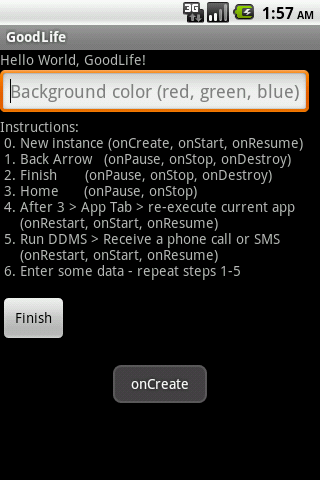 3G 1:57 AM
GoodLife
Hello World, GoodLife!
Background color (red, green, blue)
Instructions:
0. New instance (onCreate, onStart, onResume)
1. Back Arrow (onPause, onStop, onDestroy)
2. Finish (onPause, onStop, onDestroy)
3. Home (onPause, onStop)
4. After 3 > App Tab > re-execute current app
(onRestart, onStart, onResume)
5. Run DDMS > Receive a phone call or SMS
(onRestart, onStart, onResume)
6. Enter some data - repeat steps 1-5
Finish
onCreate